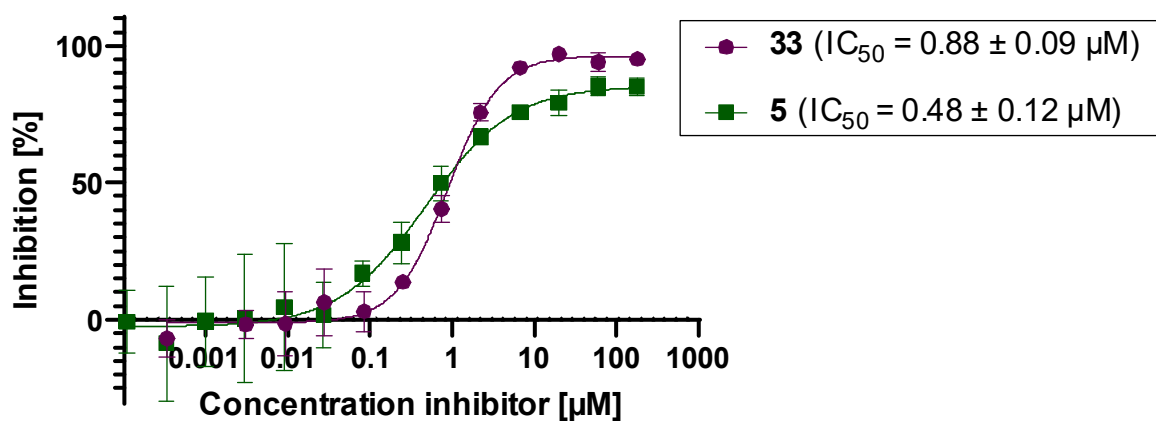 100
50
0
Inhibition [%]
0.001 0.01 0.1 1 10 100 1000
Concentration inhibitor [µM]
33 (IC50 = 0.88 ± 0.09 µM)
5 (IC50 = 0.48 ± 0.12 µM)